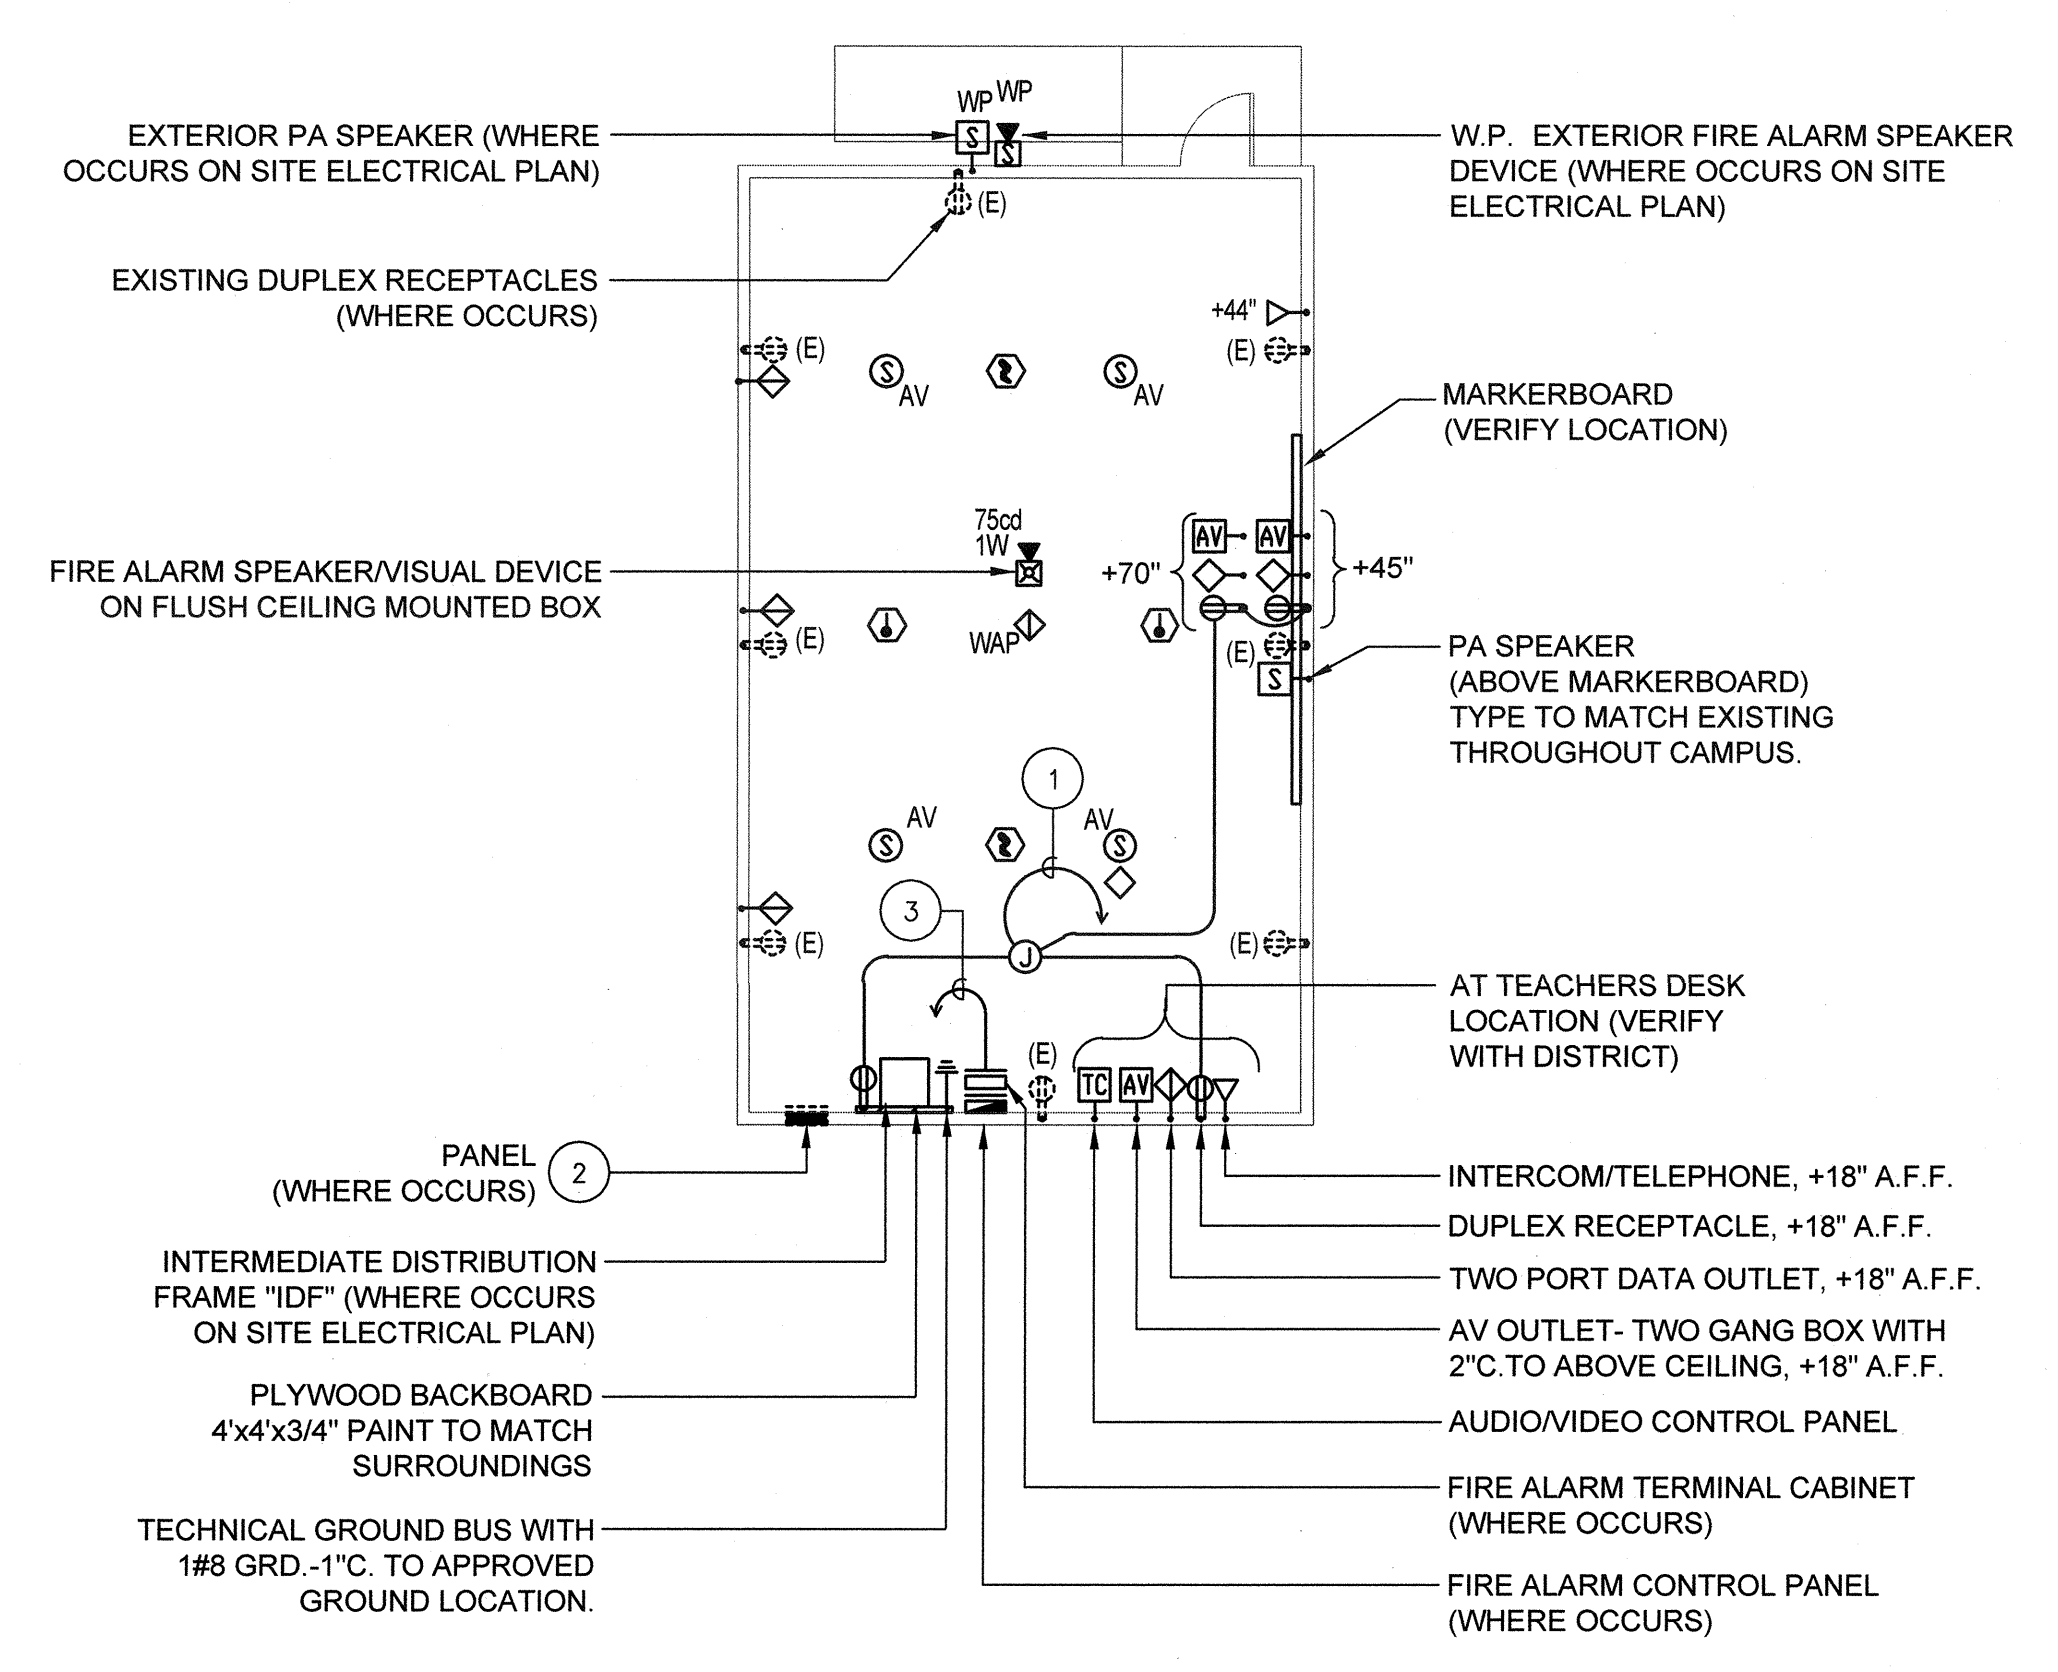 WP
WP
S
S
EXTERIOR PA SPEAKER (WHERE
OCCURS ON SITE ELECTRICAL PLAN)
W.P. EXTERIOR FIRE ALARM SPEAKER
DEVICE (WHERE OCCURS ON SITE
ELECTRICAL PLAN)
(E)
EXISTING DUPLEX RECEPTACLES
(WHERE OCCURS)
+44"
(E)
(E)
S
AV
S
AV
MARKERBOARD
(VERIFY LOCATION)
75cd
1W
AV
AV
+70"
+45"
FIRE ALARM SPEAKER/VISUAL DEVICE
ON FLUSH CEILING MOUNTED BOX
WAP
(E)
(E)
S
PA SPEAKER
(ABOVE MARKERBOARD)
TYPE TO MATCH EXISTING
THROUGHOUT CAMPUS.
1
AV
S
AV
S
3
(E)
(E)
J
AT TEACHERS DESK
LOCATION (VERIFY
WITH DISTRICT)
(E)
TC
AV
PANEL
(WHERE OCCURS)
2
INTERMEDIATE DISTRIBUTION
FRAME "IDF" (WHERE OCCURS
ON SITE ELECTRICAL PLAN)
PLYWOOD BACKBOARD
4'x4'x3/4" PAINT TO MATCH
SURROUNDINGS
TECHNICAL GROUND BUS WITH
1#8 GRD.-1"C. TO APPROVED
GROUND LOCATION.
INTERCOM/TELEPHONE, +18" A.F.F.
DUPLEX RECEPTACLE, +18" A.F.F.
TWO PORT DATA OUTLET, +18" A.F.F.
AV OUTLET- TWO GANG BOX WITH
2"C.TO ABOVE CEILING, +18" A.F.F.
AUDIO/VIDEO CONTROL PANEL
FIRE ALARM TERMINAL CABINET
(WHERE OCCURS)
FIRE ALARM CONTROL PANEL
(WHERE OCCURS)